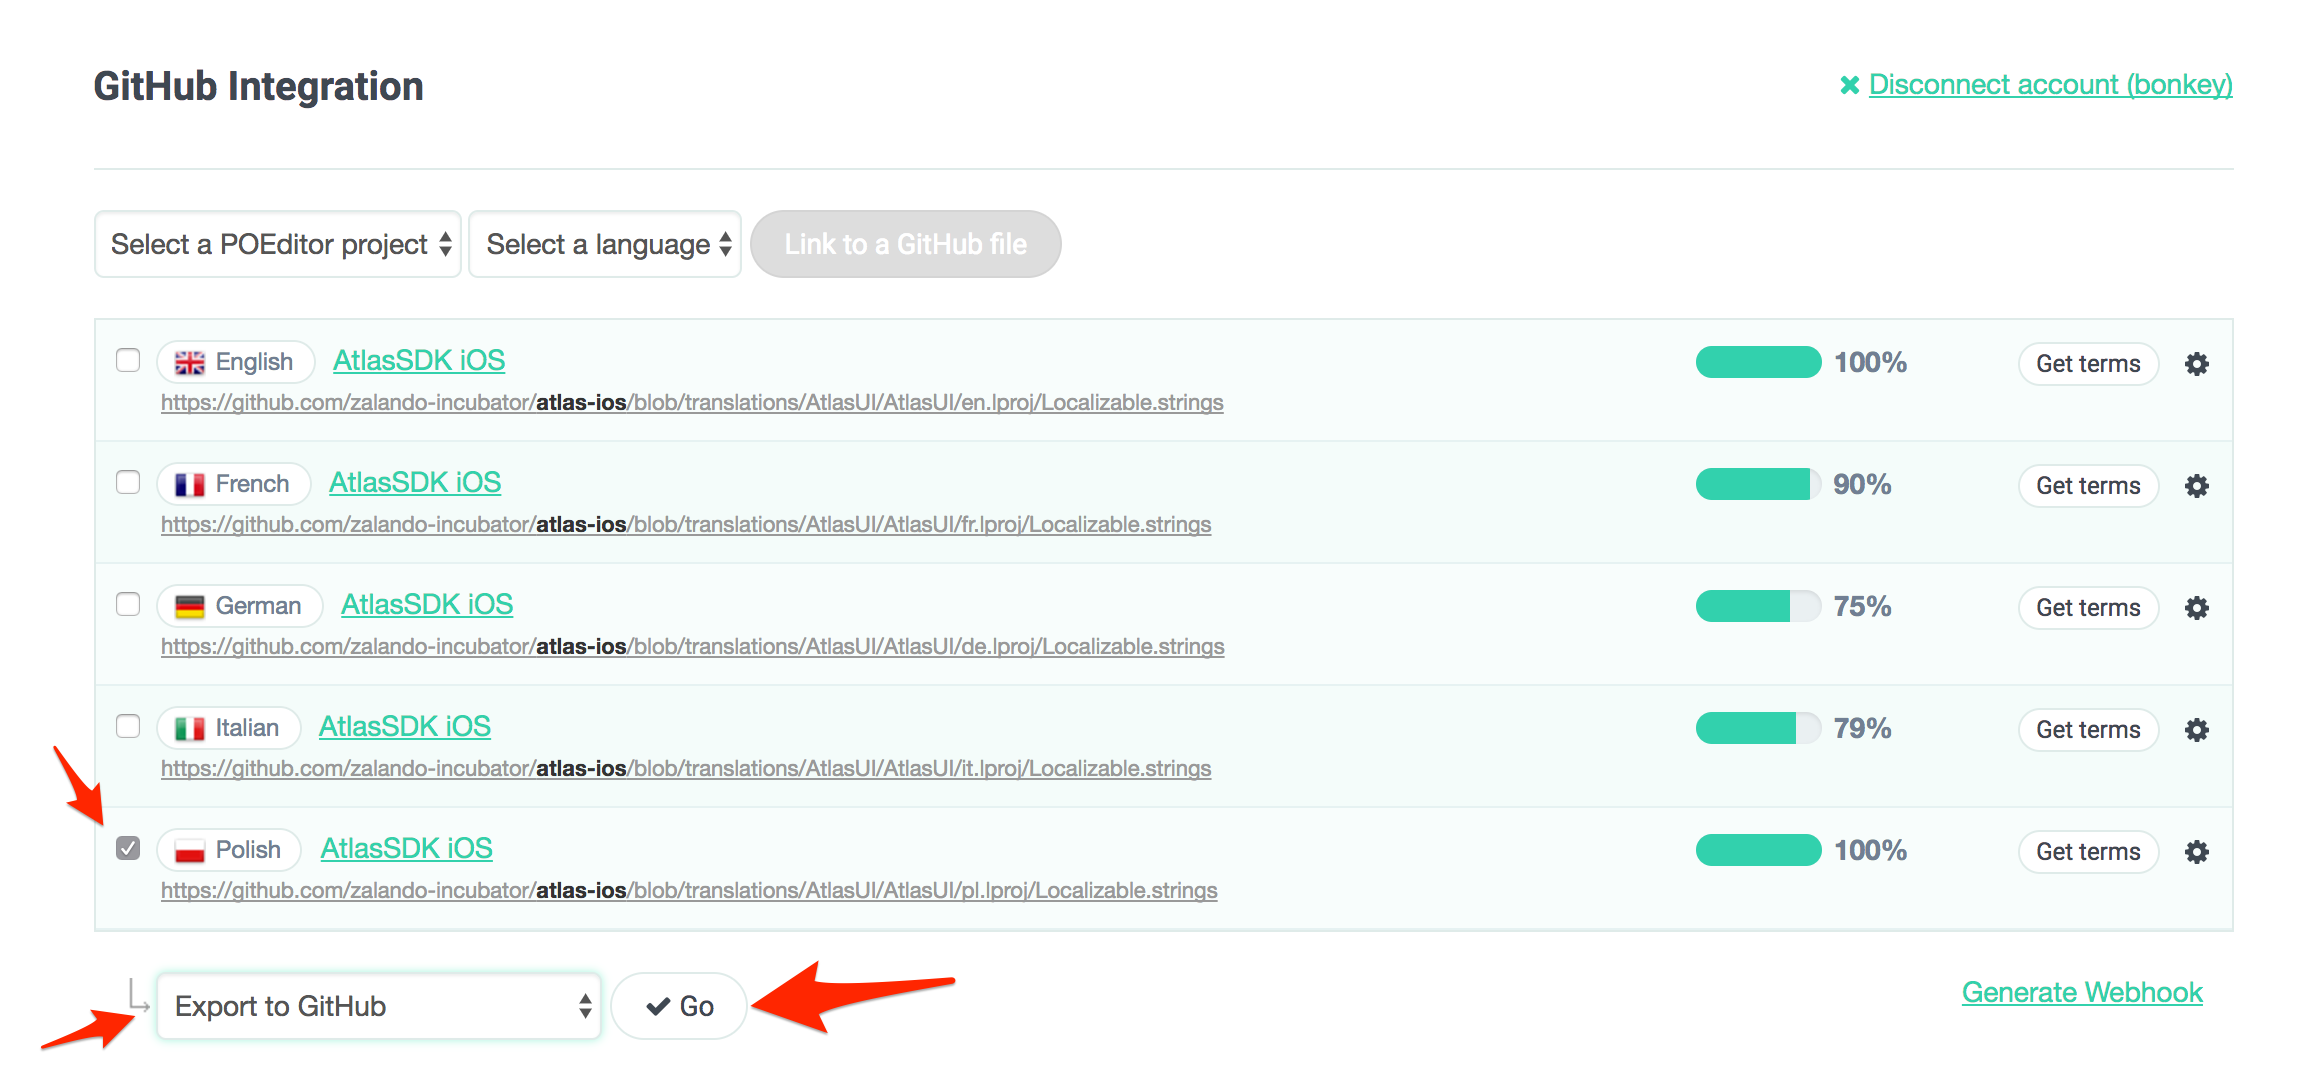 GitHub Integration
Disconnect account (bonkey)
Select a POEditor project
Select a language
Link to a GitHub file
English AtlasSDK iOS 100% Get terms
https://github.com/zalando-incubator/atlas-ios/blob/translations/AtlasUI/AtlasUI/en.lproj/Localizable.strings
French AtlasSDK iOS 90% Get terms
https://github.com/zalando-incubator/atlas-ios/blob/translations/AtlasUI/AtlasUI/fr.lproj/Localizable.strings
German AtlasSDK iOS 75% Get terms
https://github.com/zalando-incubator/atlas-ios/blob/translations/AtlasUI/AtlasUI/de.lproj/Localizable.strings
Italian AtlasSDK iOS 79% Get terms
https://github.com/zalando-incubator/atlas-ios/blob/translations/AtlasUI/AtlasUI/it.lproj/Localizable.strings
Polish AtlasSDK iOS 100% Get terms
https://github.com/zalando-incubator/atlas-ios/blob/translations/AtlasUI/AtlasUI/pl.lproj/Localizable.strings
Export to GitHub
Go
Generate Webhook